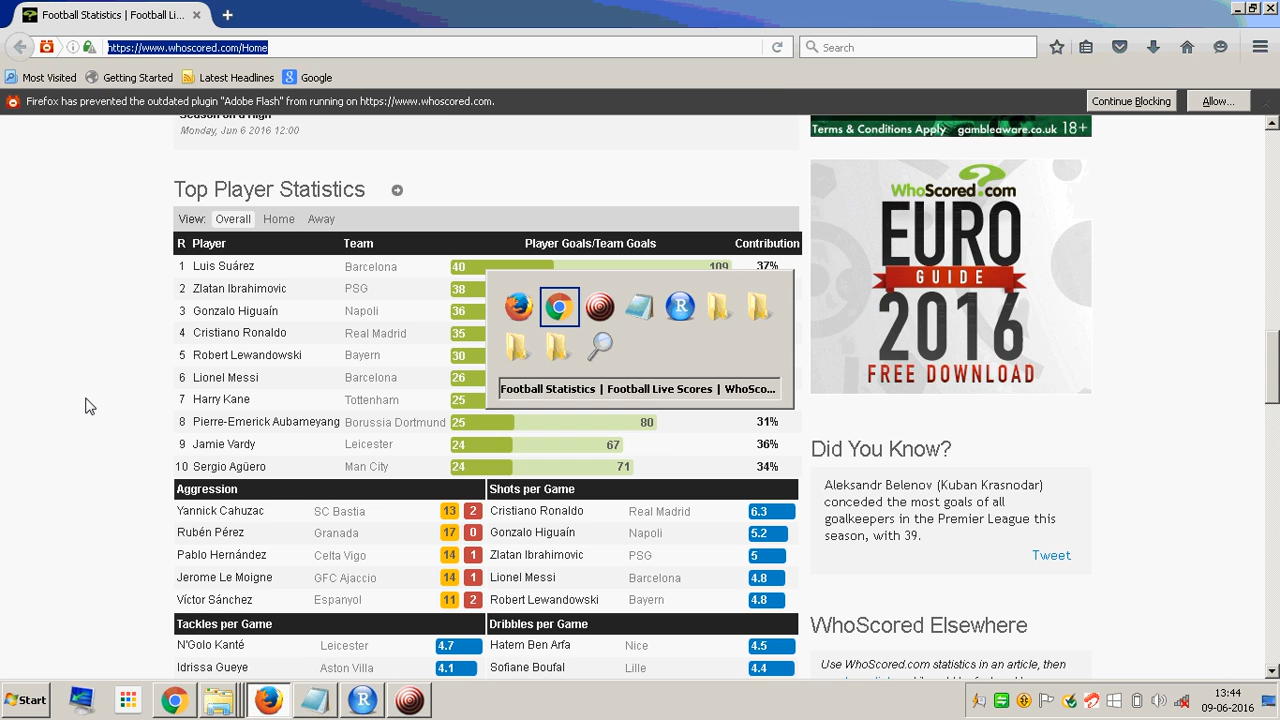 Football Statistics | Football Li...
https://www.whoscored.com/Home
Search
Most Visited
Getting Started
Latest Headlines
Google
Firefox has prevented the outdated plugin "Adobe Flash" from running on https://www.whoscored.com.
Continue Blocking
Allow...
Monday, Jun 6 2016 12:00
Terms & Conditions Apply gambleaware.co.uk 18+
Top Player Statistics
View: Overall Home Away
R Player Team Player Goals/Team Goals Contribution
1 Luis Suárez Barcelona 40 109 37%
2 Zlatan Ibrahimovic PSG 38
3 Gonzalo Higuaín Napoli 36
4 Cristiano Ronaldo Real Madrid 35
5 Robert Lewandowski Bayern 30
6 Lionel Messi Barcelona 26
7 Harry Kane Tottenham 25
8 Pierre-Emerick Aubameyang Borussia Dortmund 25 80 31%
9 Jamie Vardy Leicester 24 67 36%
10 Sergio Agüero Man City 24 71 34%
R
Football Statistics | Football Live Scores | WhoSco...
Aggression
Yannick Cahuzac SC Bastia 13 2
Rubén Pérez Granada 17 0
Pablo Hernández Celta Vigo 14 1
Jerome Le Moigne GFC Ajaccio 14 1
Víctor Sánchez Espanyol 11 2
Shots per Game
Cristiano Ronaldo Real Madrid 6.3
Gonzalo Higuaín Napoli 5.2
Zlatan Ibrahimovic PSG 5
Lionel Messi Barcelona 4.8
Robert Lewandowski Bayern 4.8
Tackles per Game
N'Golo Kanté Leicester 4.7
Idrissa Gueye Aston Villa 4.1
Dribbles per Game
Hatem Ben Arfa Nice 4.5
Sofiane Boufal Lille 4.4
WhoScored.com
EURO
GUIDE
2016
FREE DOWNLOAD
Did You Know?
Aleksandr Belenov (Kuban Krasnodar)
conceded the most goals of all
goalkeepers in the Premier League this
season, with 39.
Tweet
WhoScored Elsewhere
Use WhoScored.com statistics in an article, then
Start
R
13:44
09-06-2016